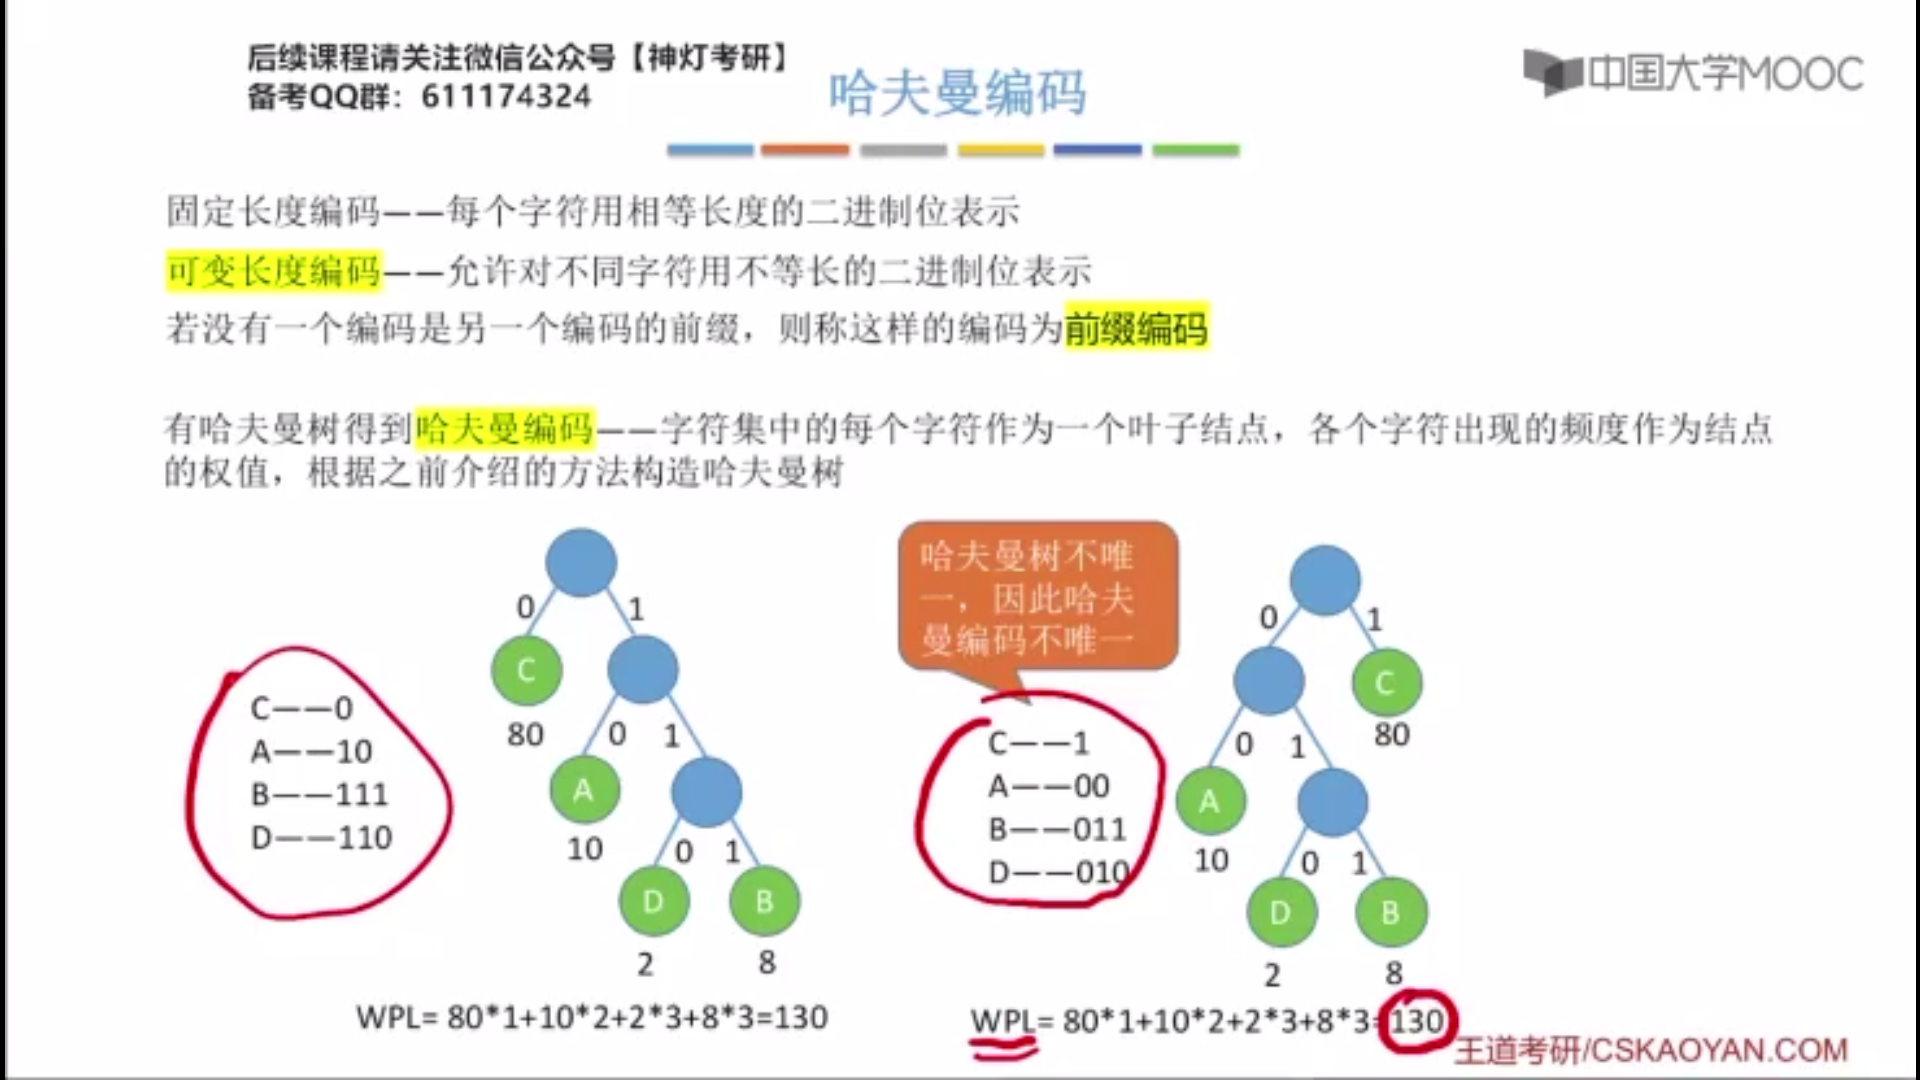 后续课程请关注微信公众号【神灯考研】
备考QQ群：611174324
哈夫曼编码
中国大学MOOC
固定长度编码——每个字符用相等长度的二进制位表示
可变长度编码——允许对不同字符用不等长的二进制位表示
若没有一个编码是另一个编码的前缀，则称这样的编码为前缀编码
有哈夫曼树得到哈夫曼编码——字符集中的每个字符作为一个叶子结点，各个字符出现的频度作为结点
的权值，根据之前介绍的方法构造哈夫曼树
C——0
A——10
B——111
D——110
0 1
C
80
0 1
A
10
0 1
D B
2 8
WPL= 80*1+10*2+2*3+8*3=130
哈夫曼树不唯
一，因此哈夫
曼编码不唯一
C——1
A——00
B——011
D——010
0 1
C
80
0 1
A
10
0 1
D B
2 8
WPL= 80*1+10*2+2*3+8*3=130
王道考研/CSKAOYAN.COM